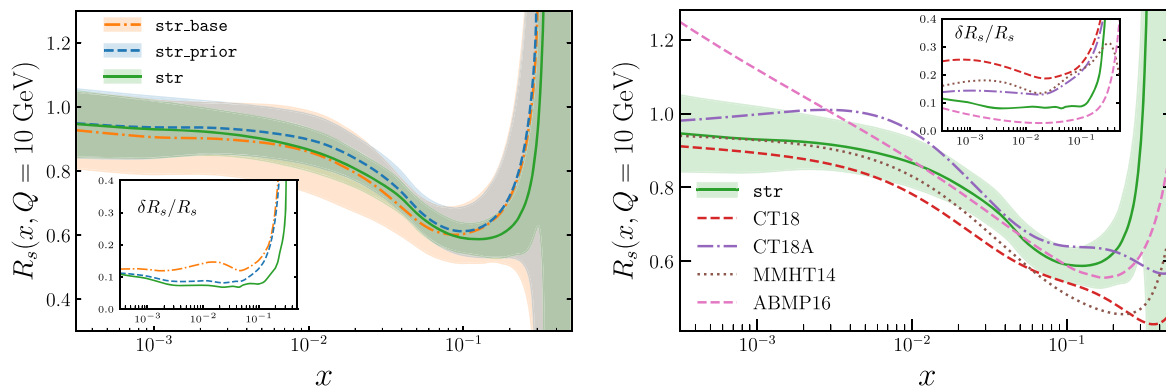 str_base
str_prior
str
R_s(x, Q = 10 GeV)
1.2
1.0
0.8
0.6
0.4
δR_s/R_s
0.4
0.3
0.2
0.1
0.0
10⁻³ 10⁻² 10⁻¹
10⁻³ 10⁻² 10⁻¹
x
R_s(x, Q = 10 GeV)
1.2
1.0
0.8
0.6
δR_s/R_s
0.4
0.3
0.2
0.1
0.0
10⁻³ 10⁻² 10⁻¹
str
CT18
CT18A
MMHT14
ABMP16
10⁻³ 10⁻² 10⁻¹
x